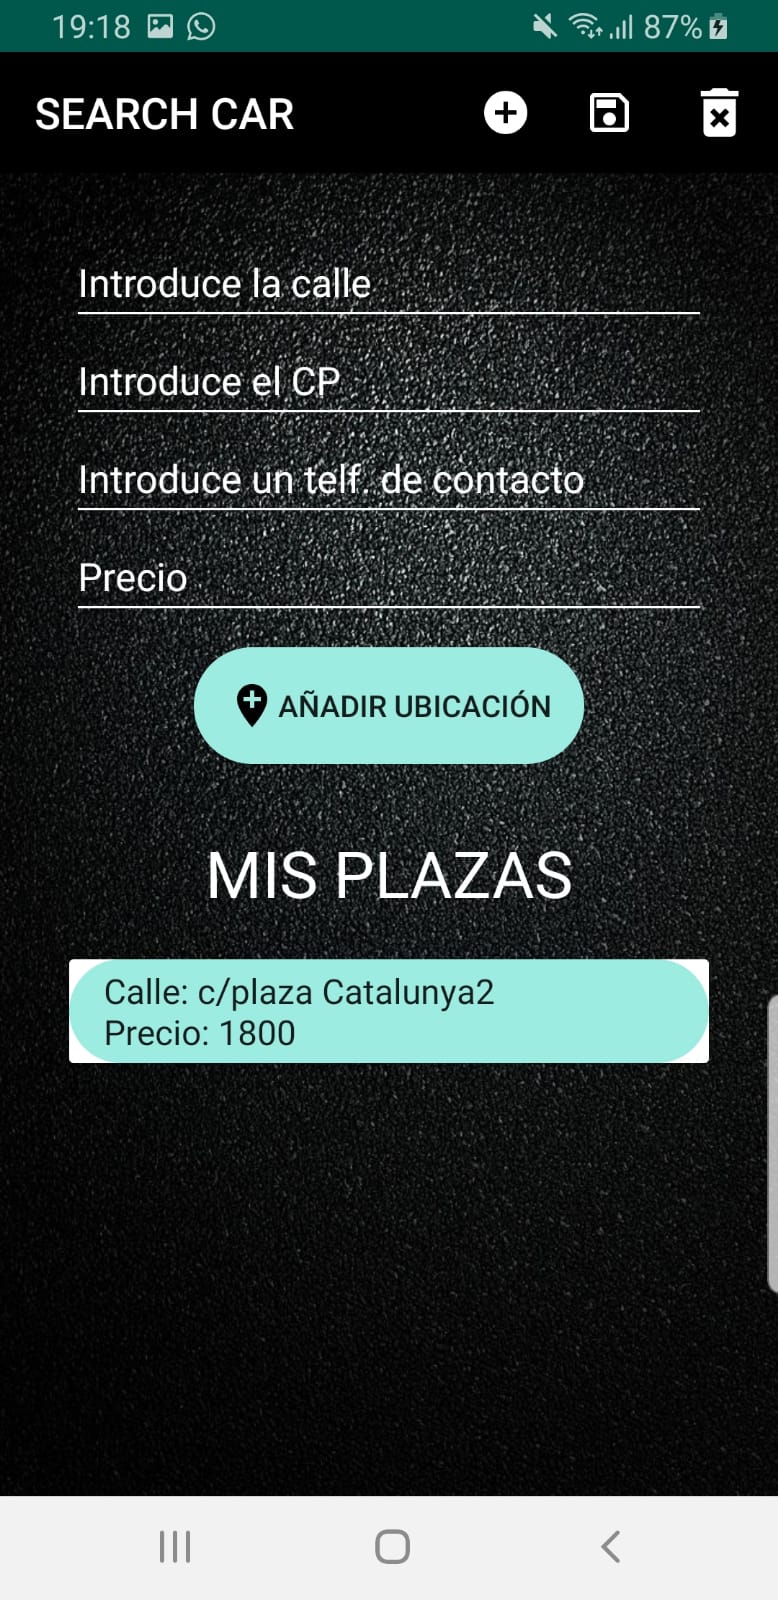 19:18 87%
SEARCH CAR
Introduce la calle
Introduce el CP
Introduce un telf. de contacto
Precio
AÑADIR UBICACIÓN
MIS PLAZAS
Calle: c/plaza Catalunya2
Precio: 1800